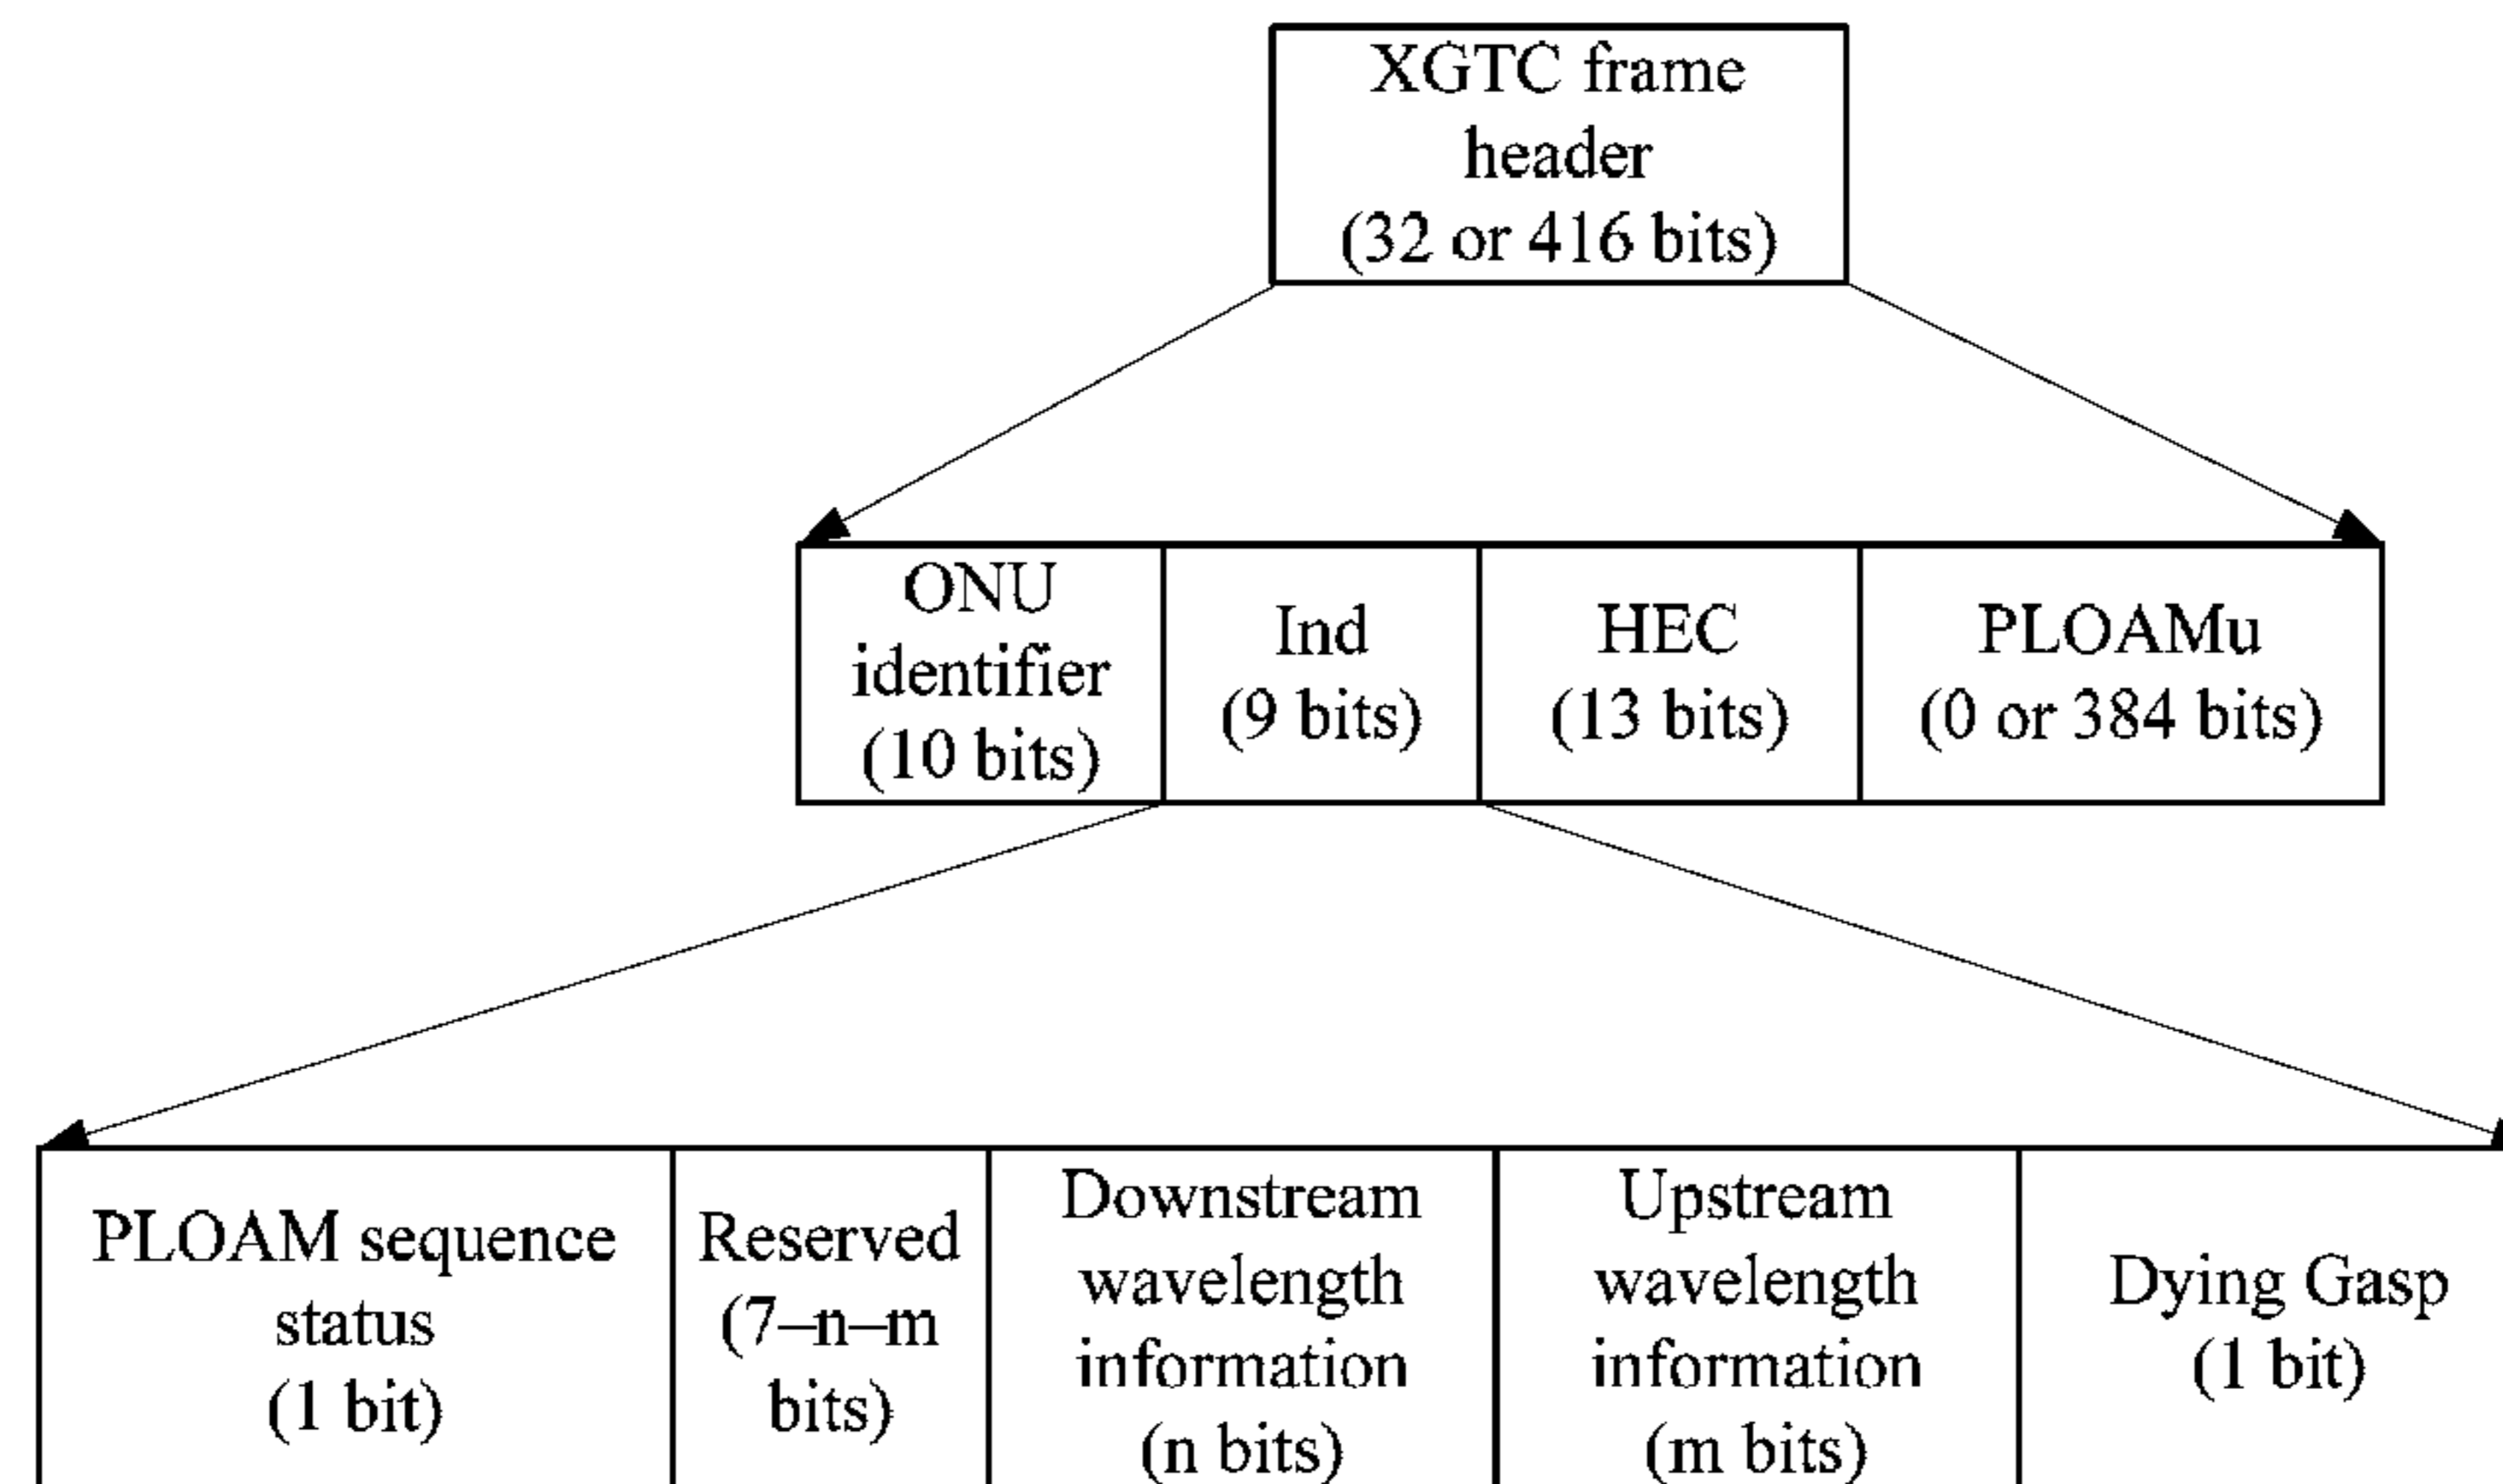 XGTC frame
header
(32 or 416 bits)
ONU
identifier
(10 bits)
Ind
(9 bits)
HEC
(13 bits)
PLOAMu
(0 or 384 bits)
PLOAM sequence
status
(1 bit)
Reserved
(7–n–m
bits)
Downstream
wavelength
information
(n bits)
Upstream
wavelength
information
(m bits)
Dying Gasp
(1 bit)